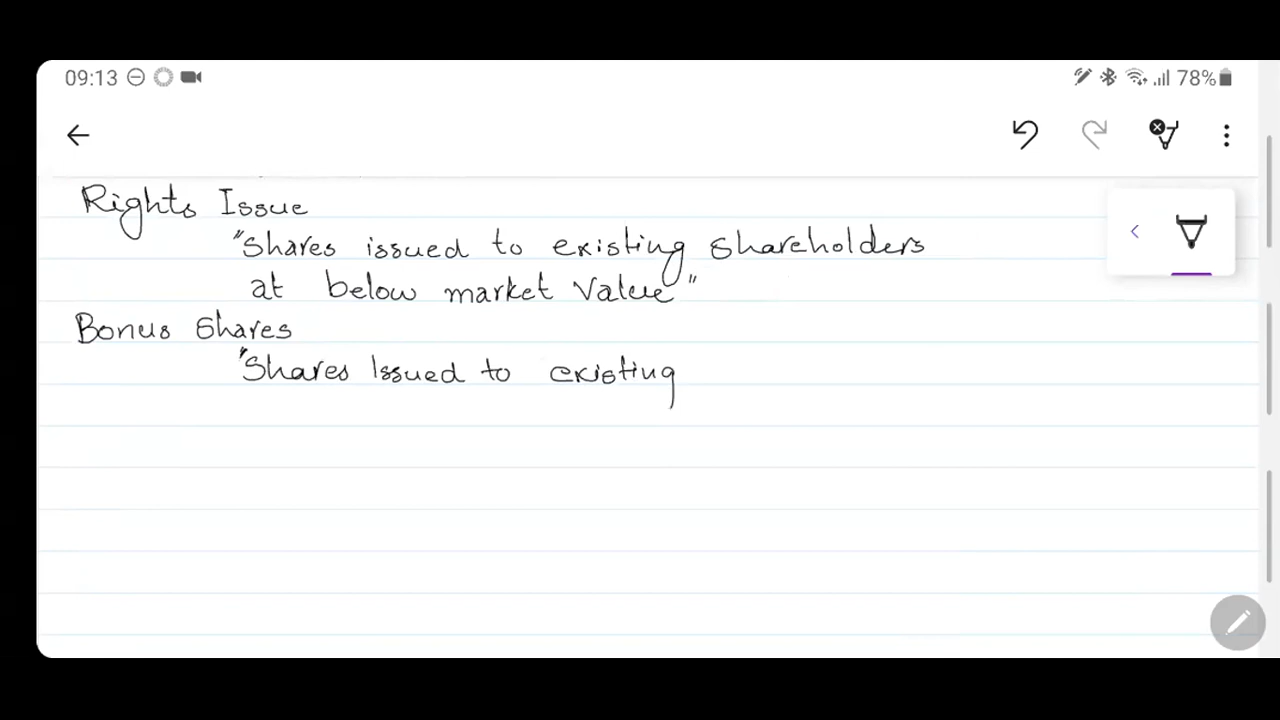 09:13 78%
Rights Issue
"Shares issued to existing shareholders
at below market value"
Bonus Shares
"Shares Issued to existing